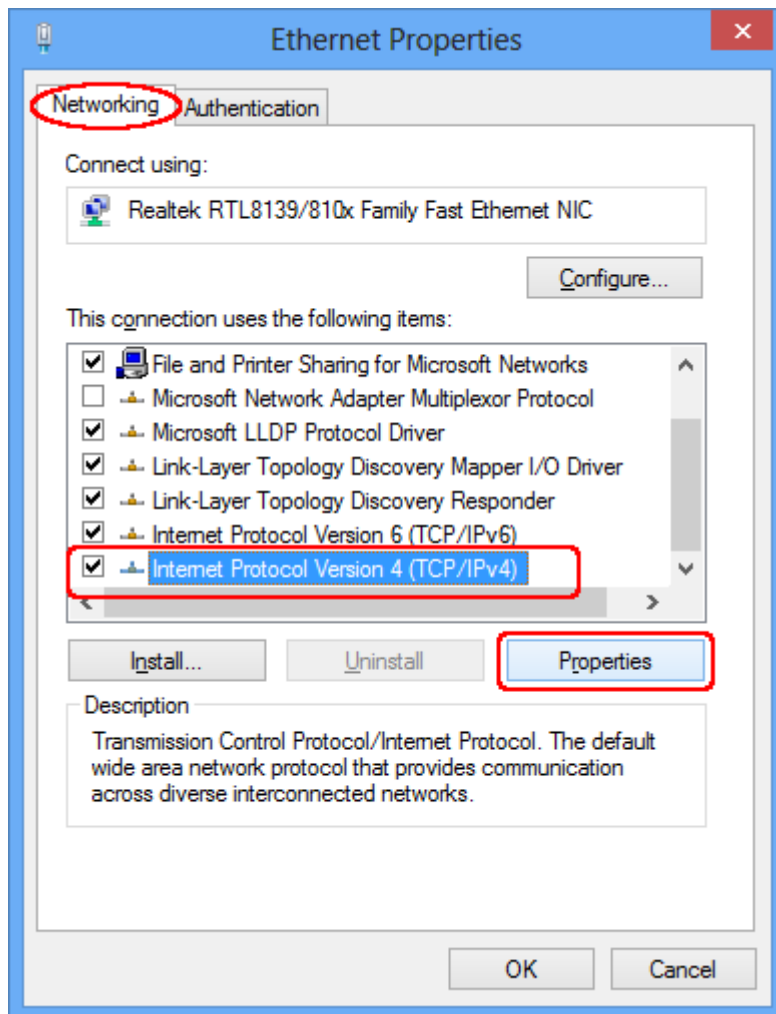 Ethernet Properties
Networking
Authentication
Connect using:
Realtek RTL8139/810x Family Fast Ethernet NIC
Configure...
This connection uses the following items:
File and Printer Sharing for Microsoft Networks
Microsoft Network Adapter Multiplexor Protocol
Microsoft LLDP Protocol Driver
Link-Layer Topology Discovery Mapper I/O Driver
Link-Layer Topology Discovery Responder
Internet Protocol Version 6 (TCP/IPv6)
Internet Protocol Version 4 (TCP/IPv4)
Install...
Uninstall
Properties
Description
Transmission Control Protocol/Internet Protocol. The default
wide area network protocol that provides communication
across diverse interconnected networks.
OK
Cancel